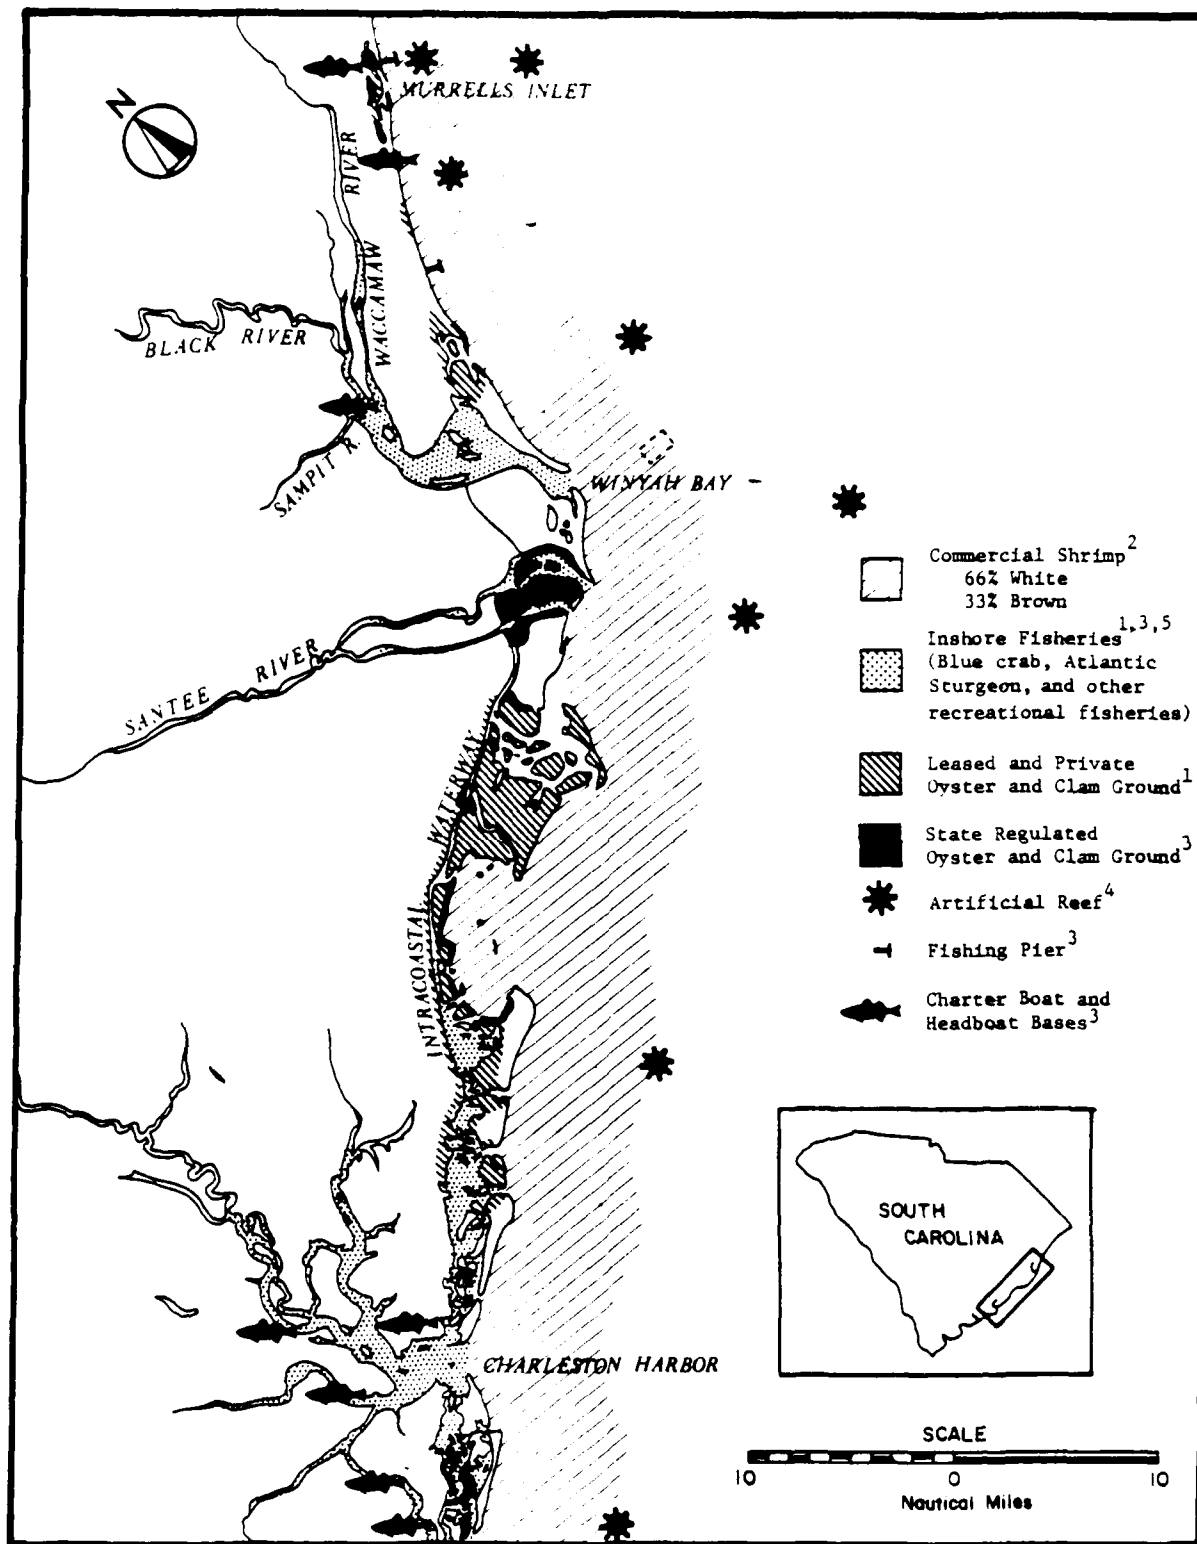 MURRELLS INLET
N
WACCAMAW RIVER
BLACK RIVER
SAMPIT R.
WINYAH BAY
SANTEE RIVER
INTRACOASTAL WATERWAY
CHARLESTON HARBOR
Commercial Shrimp2
66% White
33% Brown
Inshore Fisheries1,3,5
(Blue crab, Atlantic
Sturgeon, and other
recreational fisheries)
Leased and Private
Oyster and Clam Ground1
State Regulated
Oyster and Clam Ground3
Artificial Reef4
Fishing Pier3
Charter Boat and
Headboat Bases3
SOUTH
CAROLINA
SCALE
10 0 10
Nautical Miles